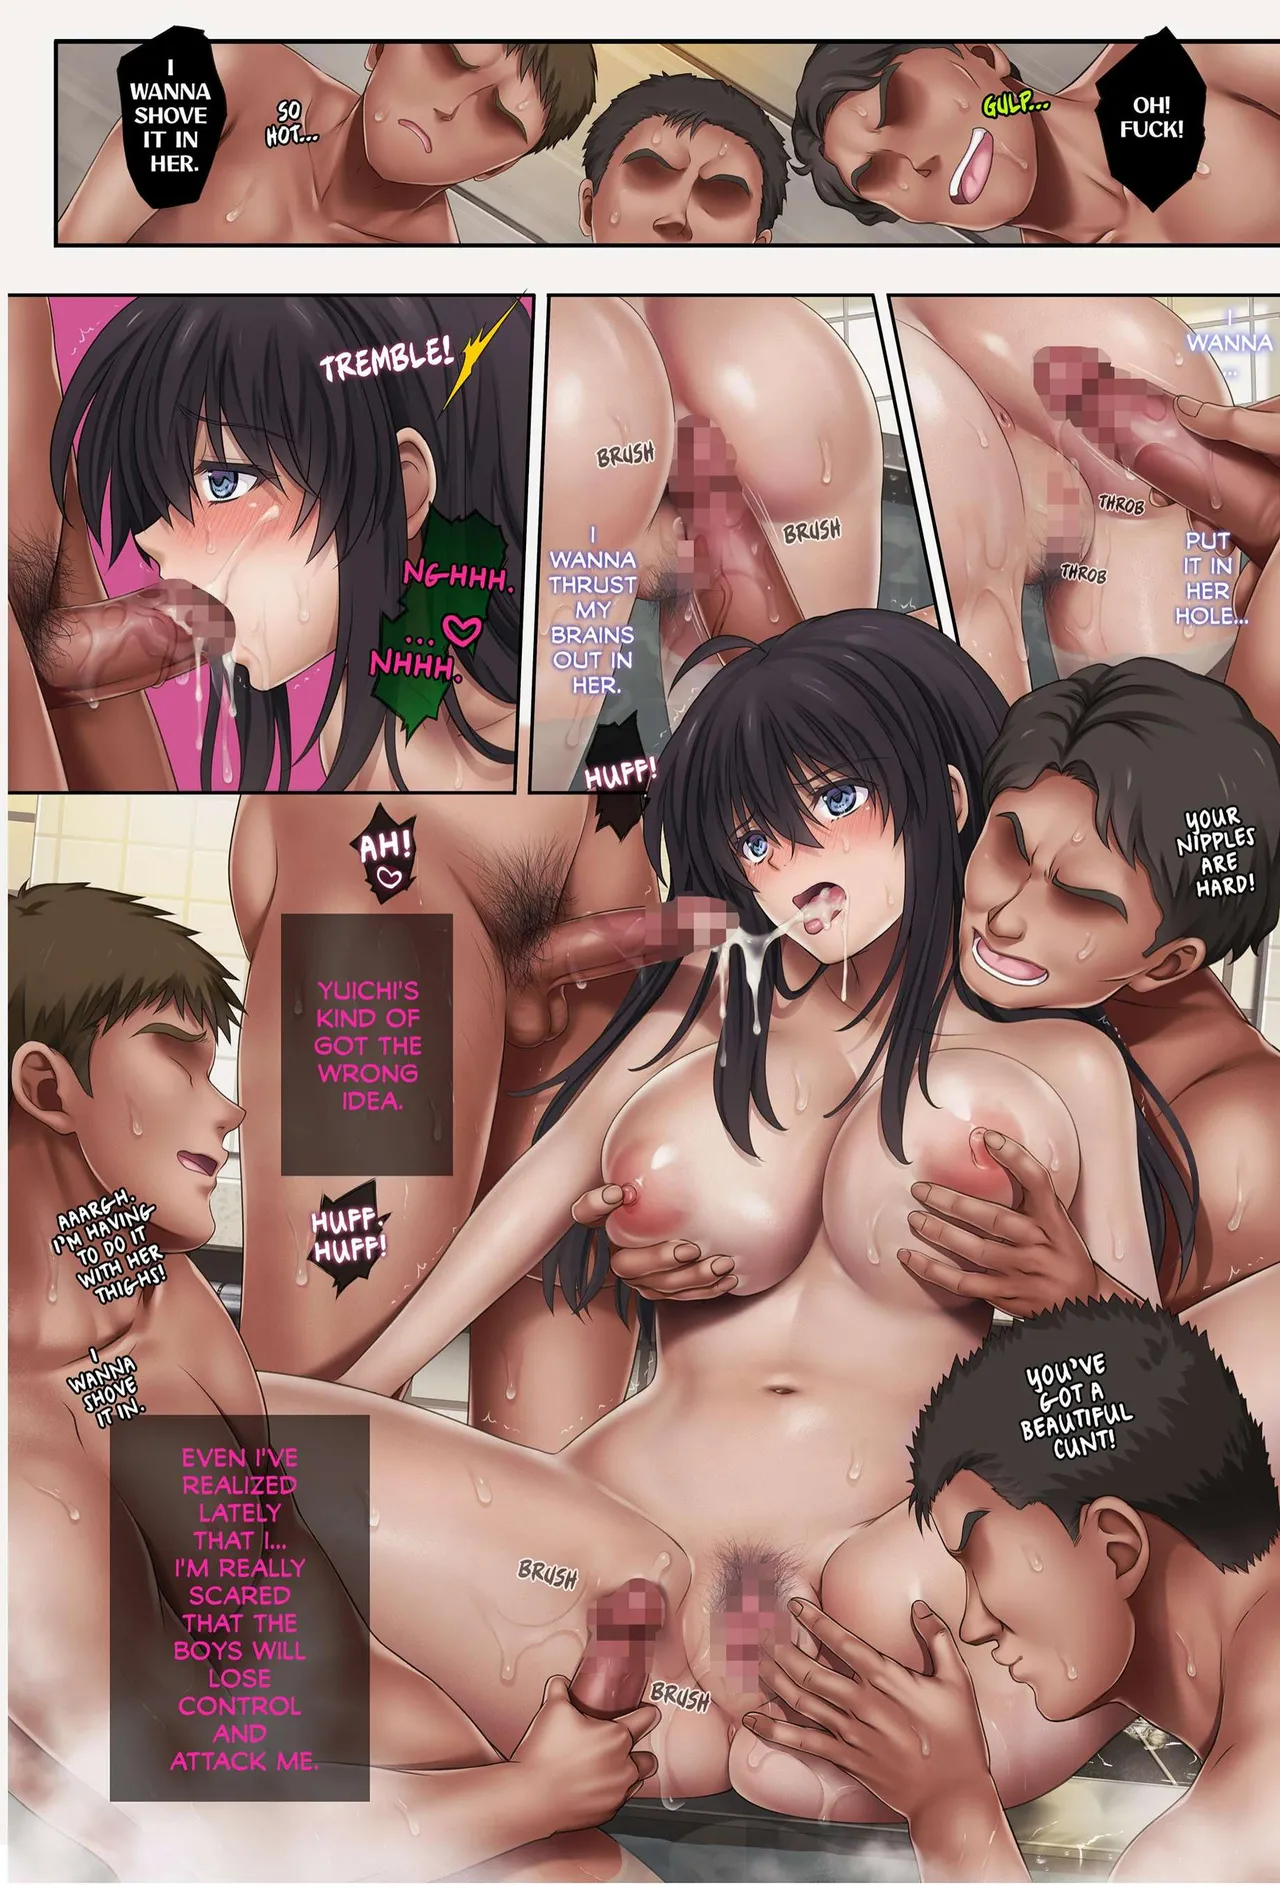 I
WANNA
SHOVE
IT IN
HER.
SO
HOT...
GULP...
OH!
FUCK!
TREMBLE!
NGHHH.
...♡
NHHH.
BRUSH
BRUSH
I
WANNA
THRUST
MY
BRAINS
OUT IN
HER.
I
WANNA
...
THROB
THROB
PUT
IT IN
HER
HOLE...
HUFF!
AH!
♡
YOUR
NIPPLES
ARE
HARD!
YUICHI'S
KIND OF
GOT THE
WRONG
IDEA.
HUFF.
HUFF!
AAARGH.
I'M HAVING
TO DO IT
WITH HER
THIGHS!
I
WANNA
SHOVE
IT IN.
YOU'VE
GOT A
BEAUTIFUL
CUNT!
EVEN I'VE
REALIZED
LATELY
THAT I...
I'M REALLY
SCARED
THAT THE
BOYS WILL
LOSE
CONTROL
AND
ATTACK ME.
BRUSH
BRUSH